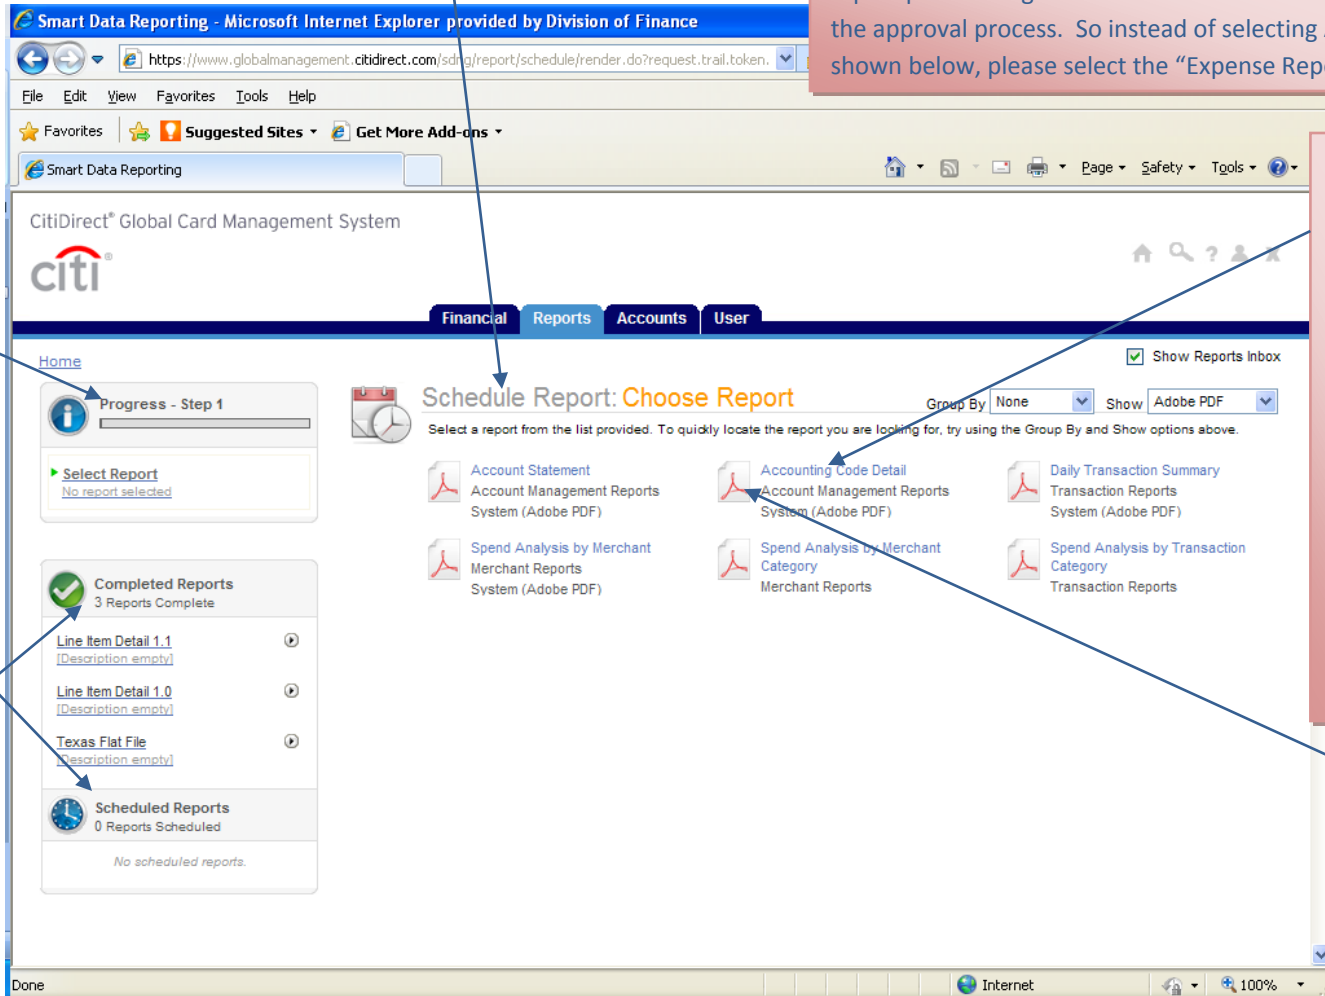 Smart Data Reporting - Microsoft Internet Explorer provided by Division of Finance
the approval process.  So instead of selecting
shown below, please select the “Expense Rep
https://www.globalmanagement.citidirect.com/sdng/report/schedule/render.do?request.trail.token.
File Edit View Favorites Tools Help
Favorites Suggested Sites Get More Add-ons
Smart Data Reporting
Page Safety Tools
CitiDirect® Global Card Management System
citi®
Financial Reports Accounts User
Home
Show Reports Inbox
Progress - Step 1
Schedule Report: Choose Report
Group By None Show Adobe PDF
Select a report from the list provided. To quickly locate the report you are looking for, try using the Group By and Show options above.
Select Report
No report selected
Account Statement
Account Management Reports
System (Adobe PDF)
Accounting Code Detail
Account Management Reports
System (Adobe PDF)
Daily Transaction Summary
Transaction Reports
System (Adobe PDF)
Spend Analysis by Merchant
Merchant Reports
System (Adobe PDF)
Spend Analysis by Merchant
Category
Merchant Reports
Spend Analysis by Transaction
Category
Transaction Reports
Completed Reports
3 Reports Complete
Line Item Detail 1.1
[Description empty]
Line Item Detail 1.0
[Description empty]
Texas Flat File
[Description empty]
Scheduled Reports
0 Reports Scheduled
No scheduled reports.
Done
Internet
100%